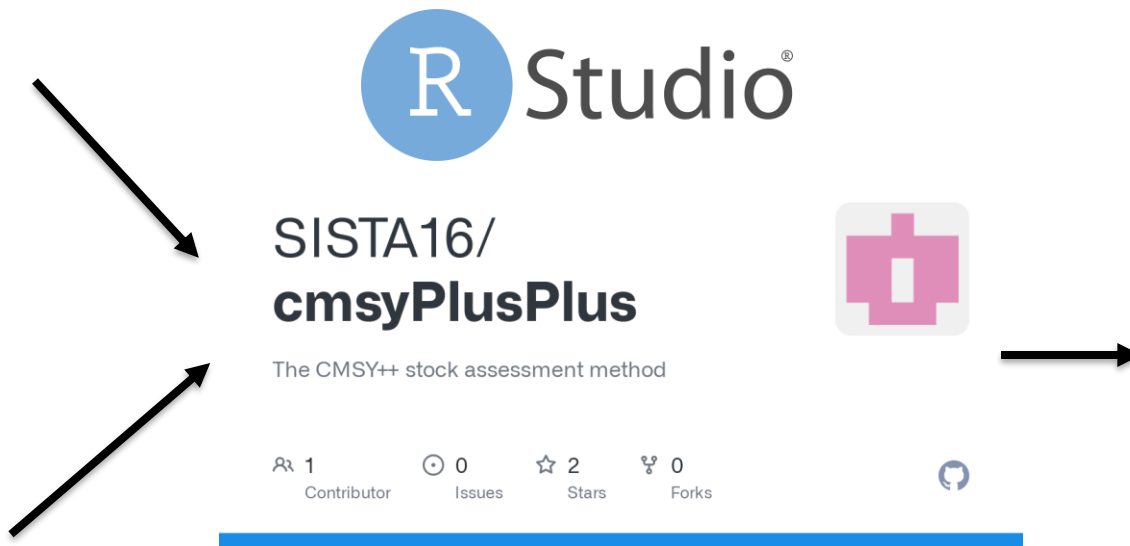 R Studio®
SISTA16/
cmsyPlusPlus
The CMSY++ stock assessment method
1 0 2 0
Contributor Issues Stars Forks